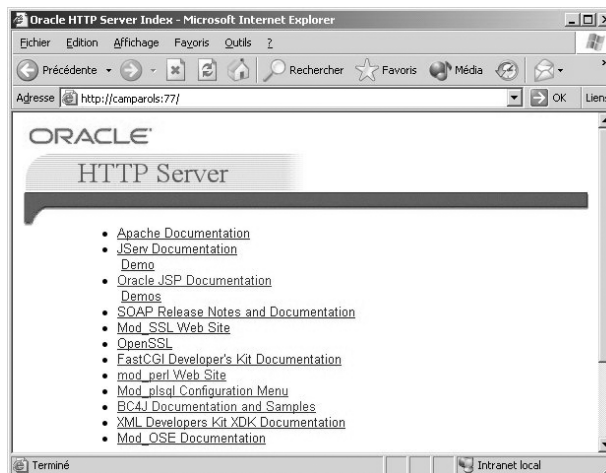 Oracle HTTP Server Index - Microsoft Internet Explorer
Fichier Edition Affichage Favoris Outils ?
Précédente Rechercher Favoris Média
Adresse http://camparols:77/ OK Liens
ORACLE
HTTP Server
Apache Documentation
JServ Documentation
Demo
Oracle JSP Documentation
Demos
SOAP Release Notes and Documentation
Mod_SSL Web Site
OpenSSL
FastCGI Developer's Kit Documentation
mod_perl Web Site
Mod_plsql Configuration Menu
BC4J Documentation and Samples
XML Developers Kit XDK Documentation
Mod_OSE Documentation
Terminé Intranet local